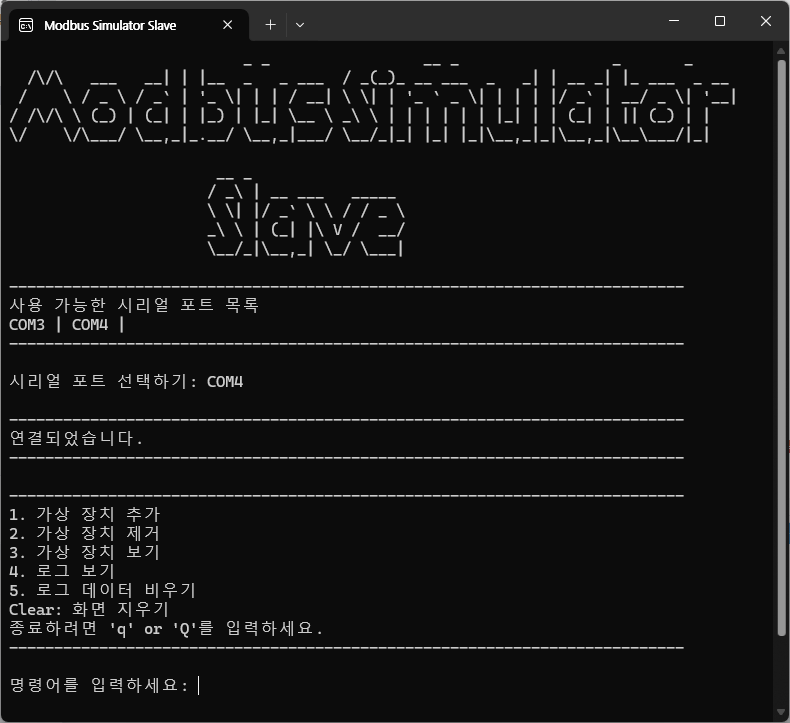 Modbus Simulator Slave
Modbus Simulator
Slave
사용 가능한 시리얼 포트 목록
COM3 | COM4 |
시리얼 포트 선택하기: COM4
연결되었습니다.
1. 가상 장치 추가
2. 가상 장치 제거
3. 가상 장치 보기
4. 로그 보기
5. 로그 데이터 비우기
Clear: 화면 지우기
종료하려면 'q' or 'Q'를 입력하세요.
명령어를 입력하세요: